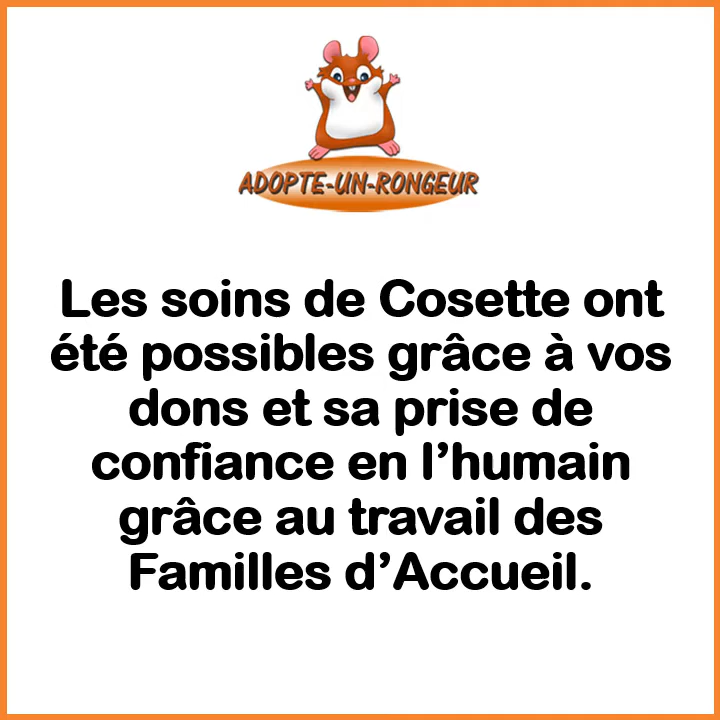 ADOPTE-UN-RONGEUR
Les soins de Cosette ont
été possibles grâce à vos
dons et sa prise de
confiance en l’humain
grâce au travail des
Familles d’Accueil.